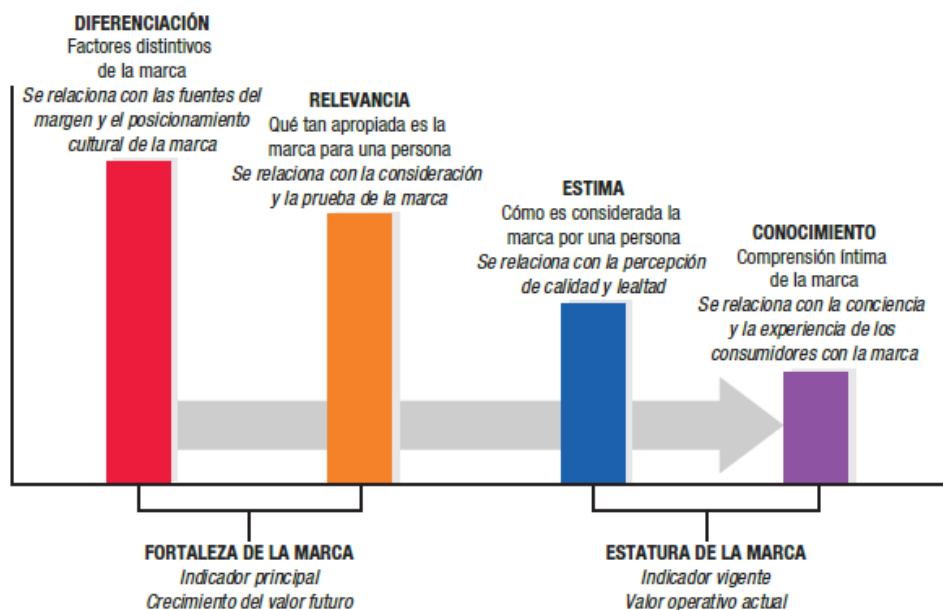 DIFERENCIACIÓN
Factores distintivos
de la marca
Se relaciona con las fuentes del
margen y el posicionamiento
cultural de la marca
RELEVANCIA
Qué tan apropiada es la
marca para una persona
Se relaciona con la consideración
y la prueba de la marca
ESTIMA
Cómo es considerada la
marca por una persona
Se relaciona con la percepción
de calidad y lealtad
CONOCIMIENTO
Comprensión íntima
de la marca
Se relaciona con la conciencia
y la experiencia de los
consumidores con la marca
FORTALEZA DE LA MARCA
Indicador principal
Crecimiento del valor futuro
ESTATURA DE LA MARCA
Indicador vigente
Valor operativo actual